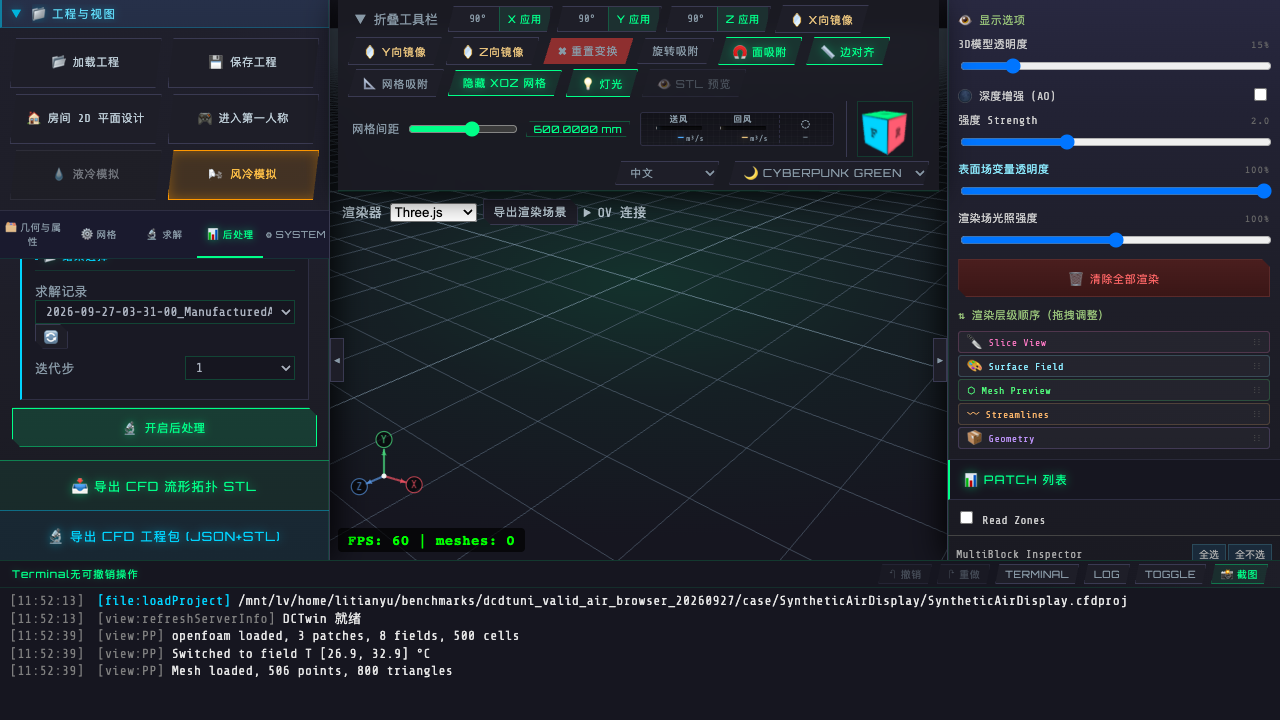 ▼ 📂 工程与视图
📂 加载工程
💾 保存工程
🏠 房间 2D 平面设计
🎮 进入第一人称
💧 液冷模拟
🌬 风冷模拟
几何与属性
网格
求解
后处理
SYSTEM
求解记录
2026-09-27-03-31-00_ManufacturedA
迭代步
1
开启后处理
导出 CFD 流形拓扑 STL
导出 CFD 工程包 (JSON+STL)
▼ 折叠工具栏
90°
X 应用
90°
Y 应用
90°
Z 应用
X向镜像
Y向镜像
Z向镜像
✖ 重置变换
旋转吸附
面吸附
边对齐
网格吸附
隐藏 XOZ 网格
灯光
STL 预览
网格间距
600.0000 mm
送风
— m³/s
回风
— m³/s
—
中文
CYBERPUNK GREEN
渲染器
Three.js
导出渲染场景
▶ OV 连接
◀
▶
Y
Z
X
FPS: 60 | meshes: 0
显示选项
3D模型透明度
15%
深度增强 (AO)
强度 Strength
2.0
表面场变量透明度
100%
渲染场光照强度
100%
清除全部渲染
⇅ 渲染层级顺序（拖拽调整）
Slice View
Surface Field
Mesh Preview
Streamlines
Geometry
PATCH 列表
Read Zones
MultiBlock Inspector
全选
全不选
Terminal无可撤销操作
撤销
重做
TERMINAL
LOG
TOGGLE
截图
[11:52:13] [file:loadProject] /mnt/lv/home/litianyu/benchmarks/dcdtuni_valid_air_browser_20260927/case/SyntheticAirDisplay/SyntheticAirDisplay.cfdproj
[11:52:13] [view:refreshServerInfo] DCTwin 就绪
[11:52:39] [view:PP] openfoam loaded, 3 patches, 8 fields, 500 cells
[11:52:39] [view:PP] Switched to field T [26.9, 32.9] °C
[11:52:39] [view:PP] Mesh loaded, 506 points, 800 triangles